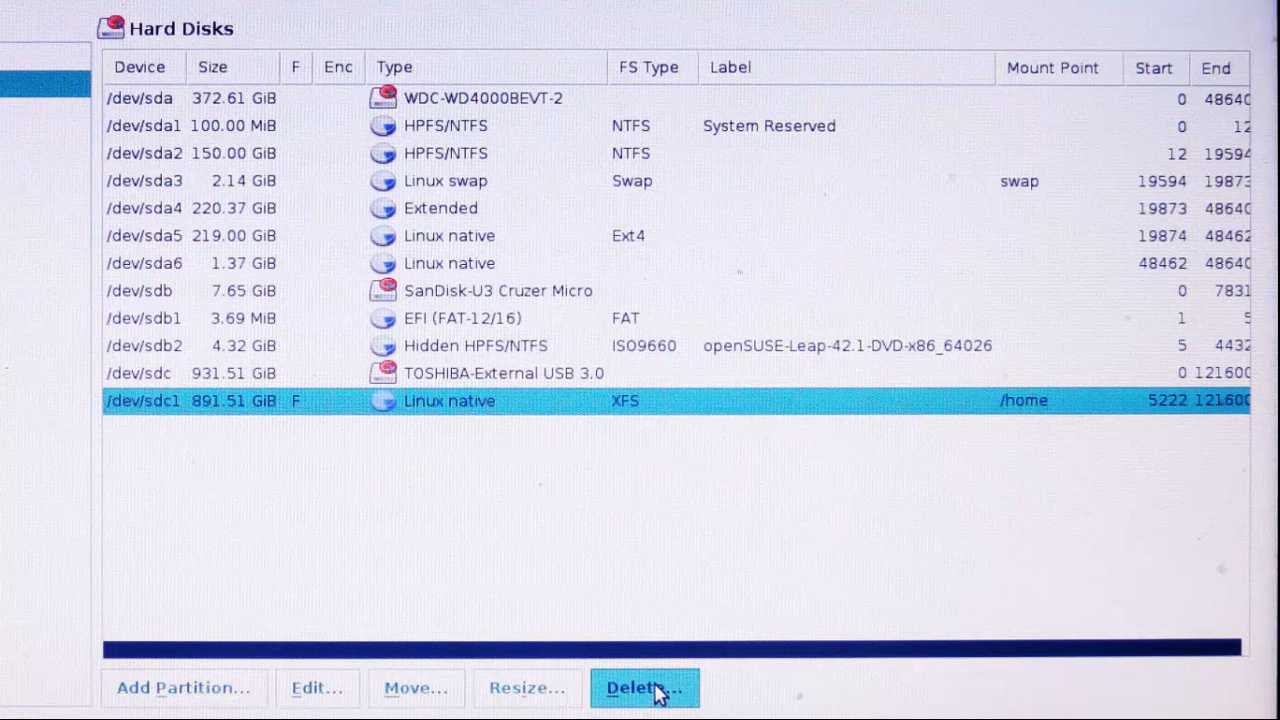 Hard Disks
Device Size F Enc Type FS Type Label Mount Point Start End
/dev/sda 372.61 GiB WDC-WD4000BEVT-2 0 48640
/dev/sda1 100.00 MiB HPFS/NTFS NTFS System Reserved 0 12
/dev/sda2 150.00 GiB HPFS/NTFS NTFS 12 19594
/dev/sda3 2.14 GiB Linux swap Swap swap 19594 19873
/dev/sda4 220.37 GiB Extended 19873 48640
/dev/sda5 219.00 GiB Linux native Ext4 19874 48462
/dev/sda6 1.37 GiB Linux native 48462 48640
/dev/sdb 7.65 GiB SanDisk-U3 Cruzer Micro 0 7831
/dev/sdb1 3.69 MiB EFI (FAT-12/16) FAT 1 5
/dev/sdb2 4.32 GiB Hidden HPFS/NTFS ISO9660 openSUSE-Leap-42.1-DVD-x86_64026 5 4432
/dev/sdc 931.51 GiB TOSHIBA-External USB 3.0 0 121600
/dev/sdc1 891.51 GiB F Linux native XFS /home 5222 121600
Add Partition... Edit... Move... Resize... Delete...